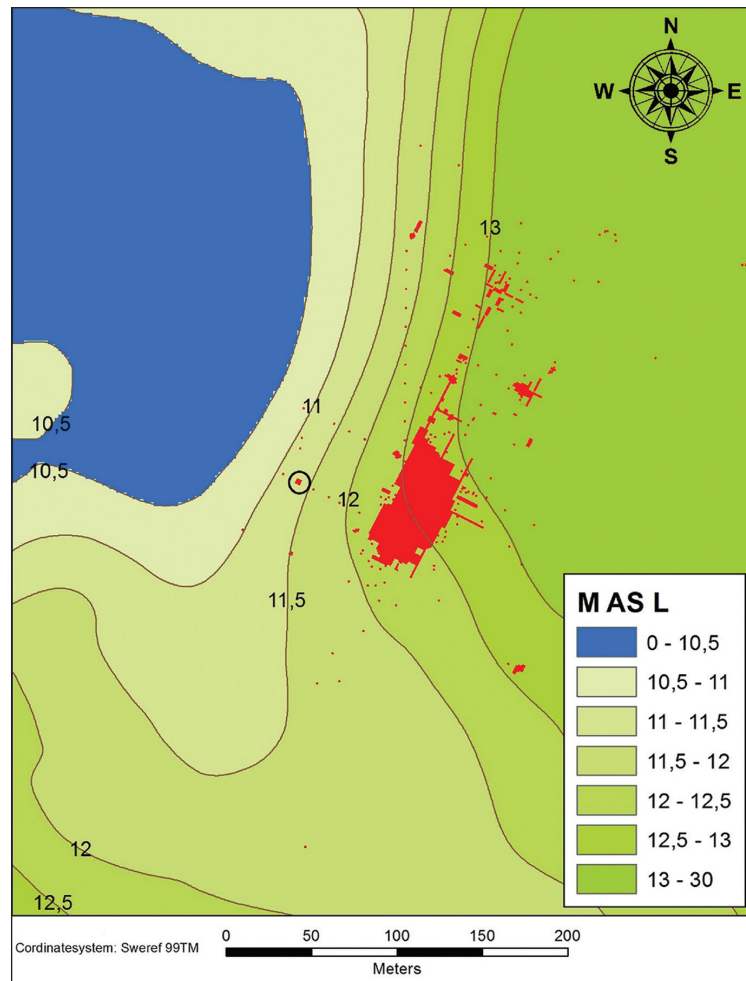 N
W E
S
13
11
10,5
10,5
12
11,5
12
12,5
M AS L
0 - 10,5
10,5 - 11
11 - 11,5
11,5 - 12
12 - 12,5
12,5 - 13
13 - 30
Cordinatesystem: Sweref 99TM
0 50 100 150 200
Meters